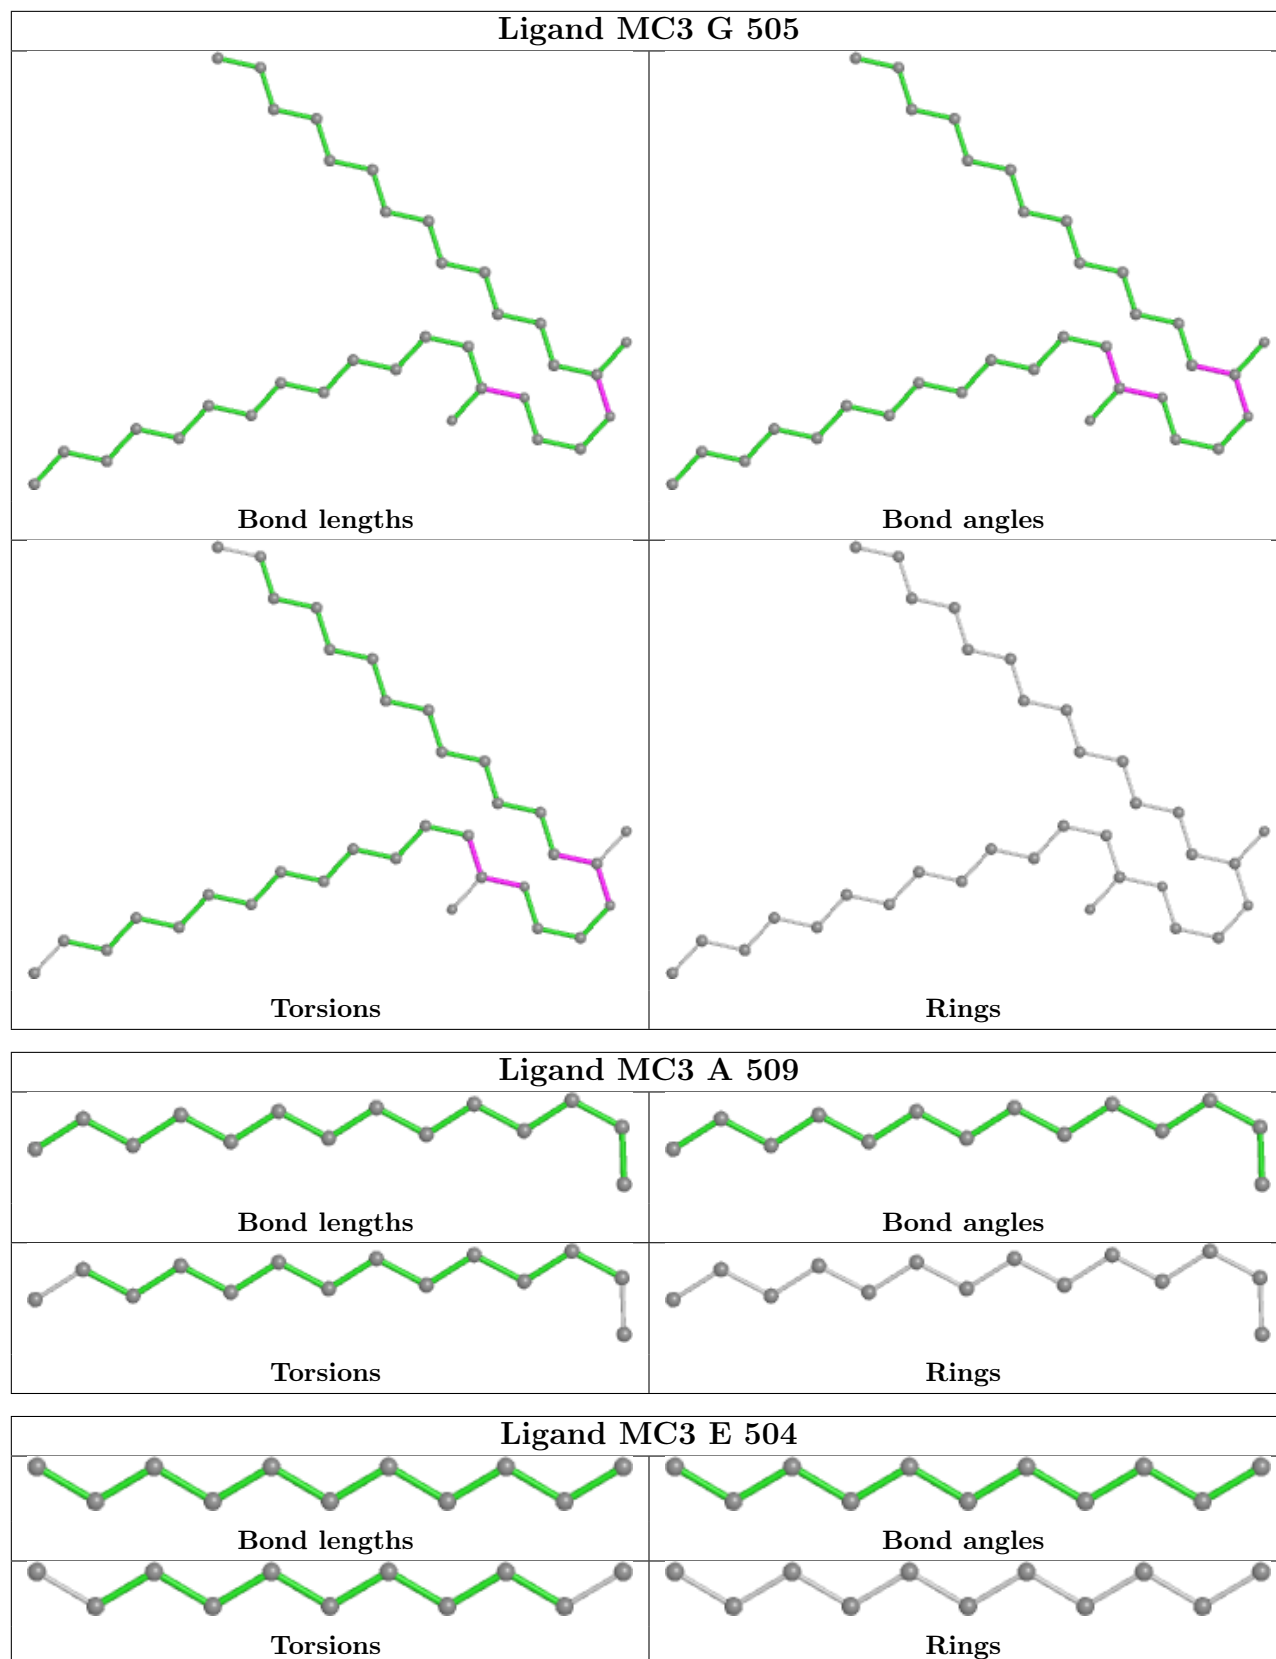 Ligand MC3 G 505
Bond lengths
Bond angles
Torsions
Rings
Ligand MC3 A 509
Bond lengths
Bond angles
Torsions
Rings
Ligand MC3 E 504
Bond lengths
Bond angles
Torsions
Rings